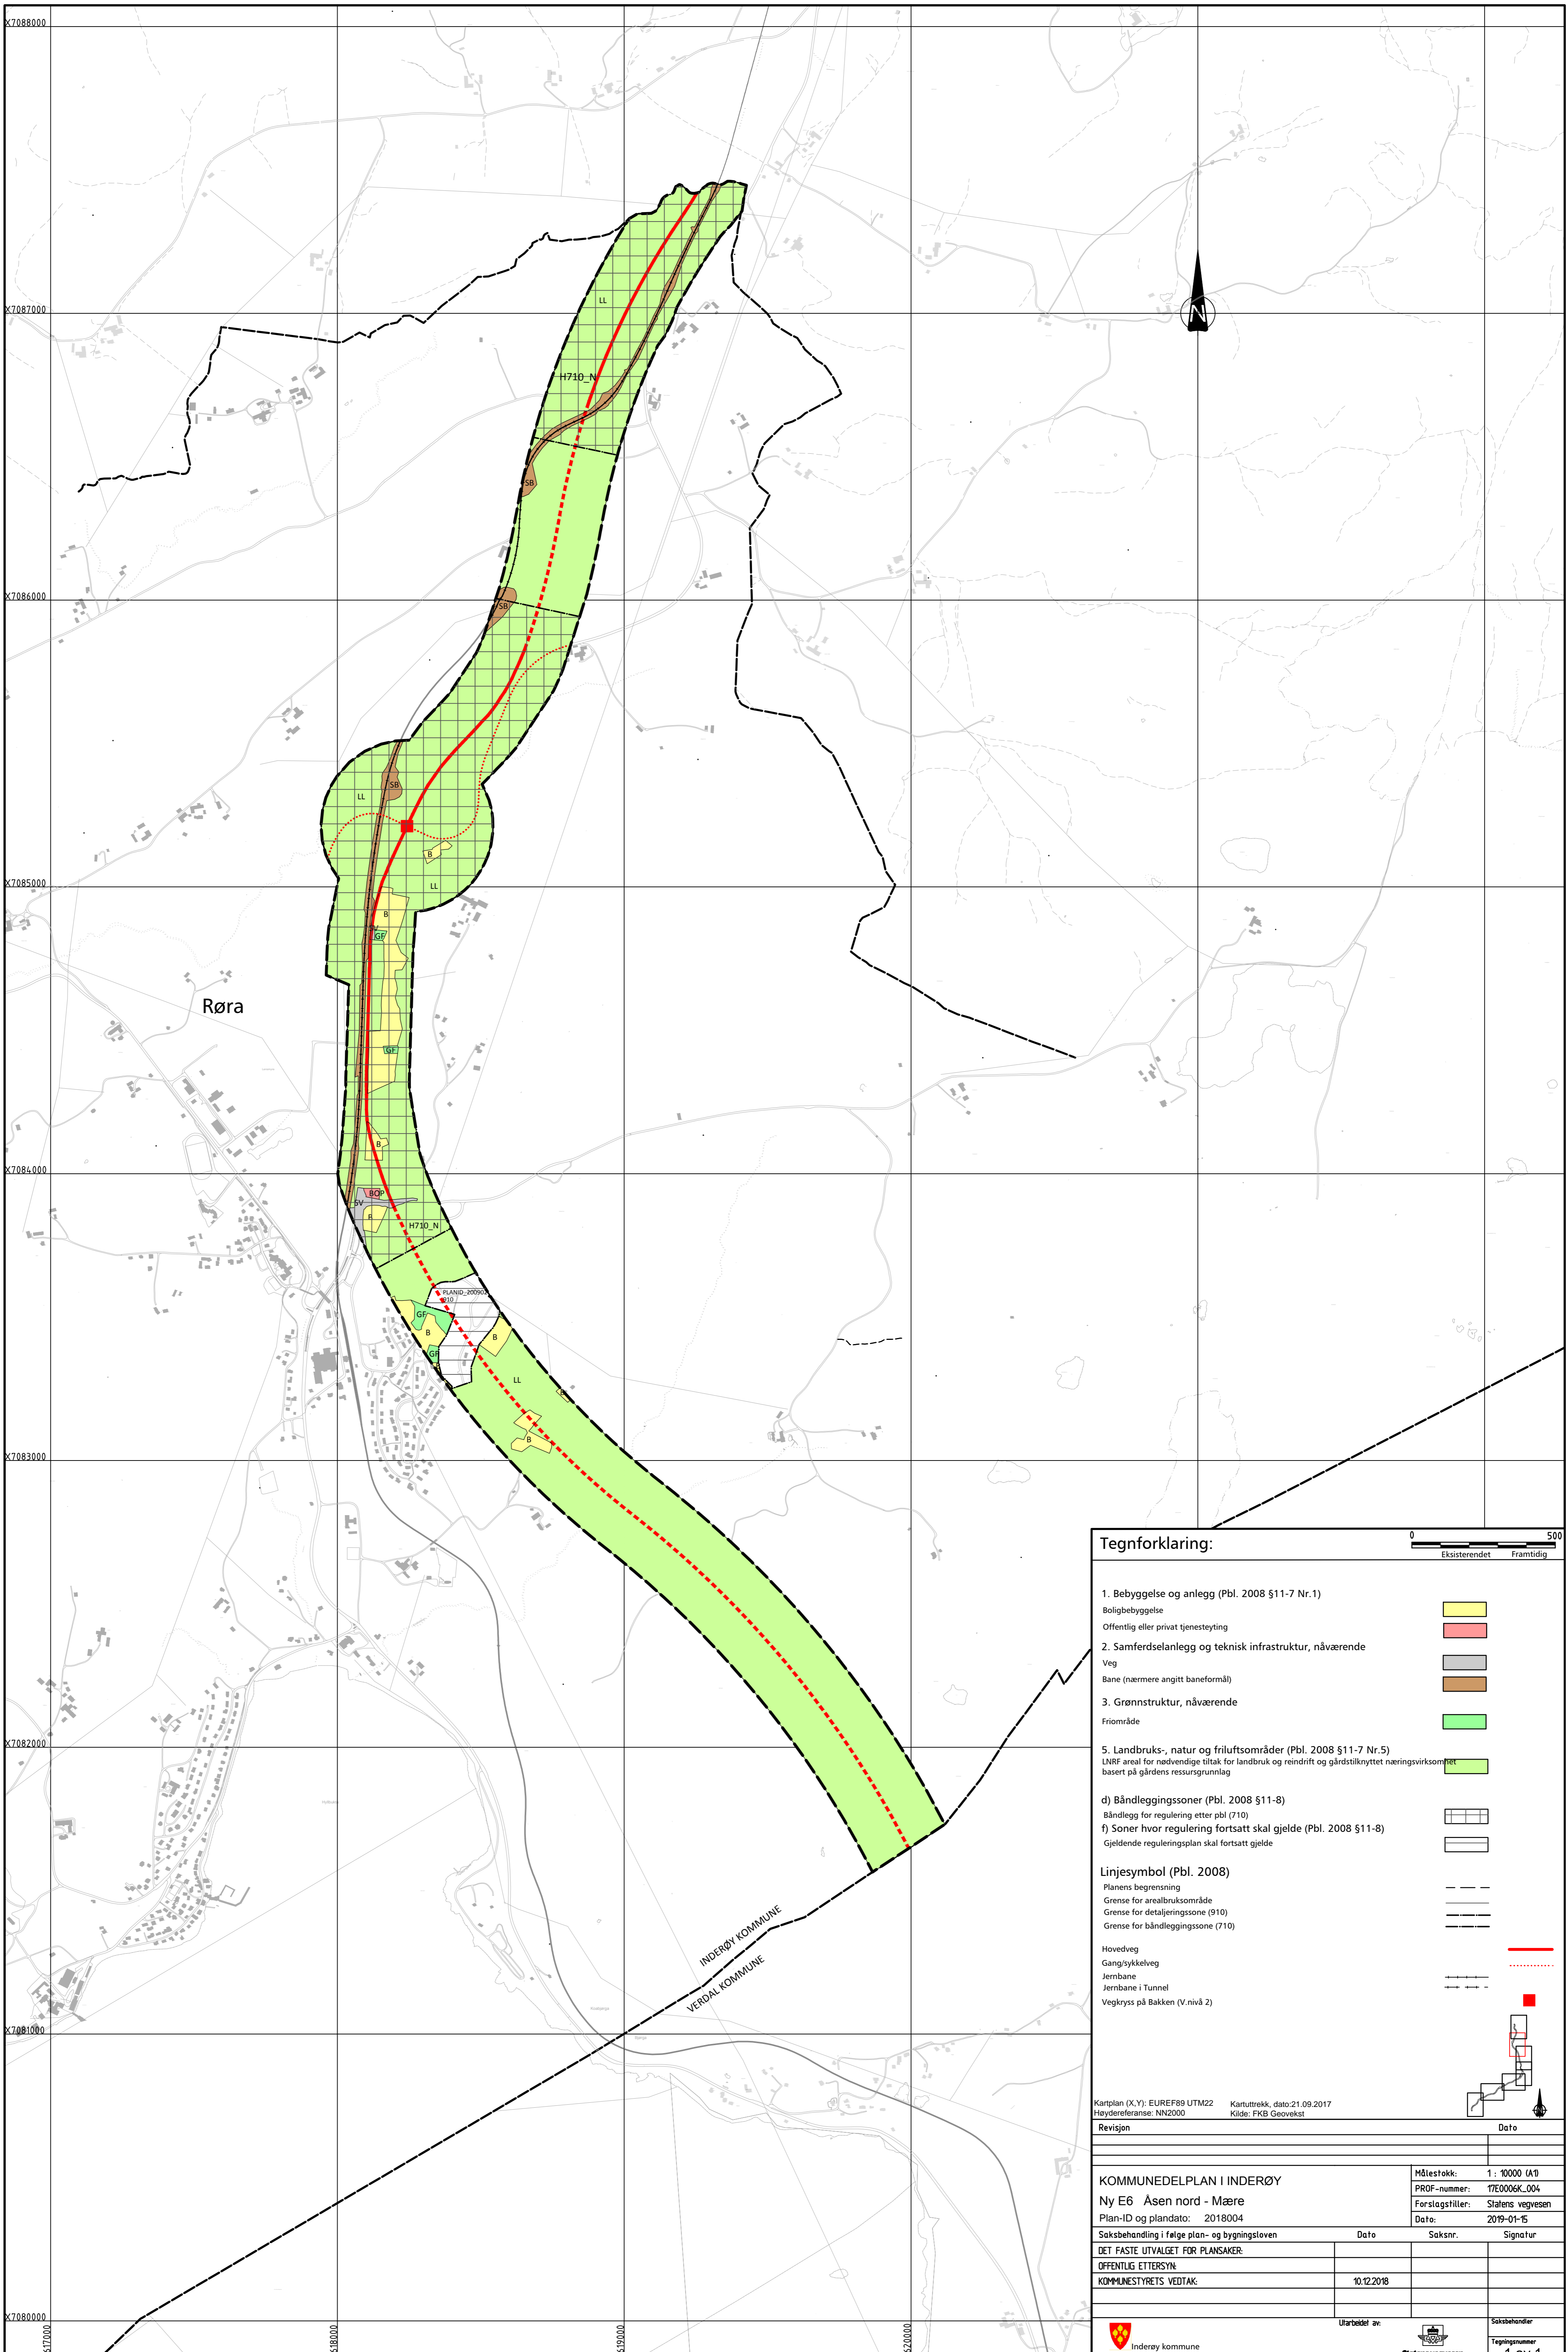 X7088000
X7087000
LL
H710_N
SB
X7086000
SB
SB
LL
B
X7085000
LL
B
GF
Røra
GF
B
X7084000
BOP
SV
B
H710_N
PLANID_200902
910
GF
B
B
GF
B
LL
B
B
X7083000
X7082000
INDERØY KOMMUNE
VERDAL KOMMUNE
X7081000
X7080000
617000
618000
619000
620000
N
Tegnforklaring:
0 500
Eksisterendet Framtidig
1. Bebyggelse og anlegg (Pbl. 2008 §11-7 Nr.1)
Boligbebyggelse
Offentlig eller privat tjenesteyting
2. Samferdselanlegg og teknisk infrastruktur, nåværende
Veg
Bane (nærmere angitt baneformål)
3. Grønnstruktur, nåværende
Friområde
5. Landbruks-, natur og friluftsområder (Pbl. 2008 §11-7 Nr.5)
LNRF areal for nødvendige tiltak for landbruk og reindrift og gårdstilknyttet næringsvirksomhet
basert på gårdens ressursgrunnlag
d) Båndleggingssoner (Pbl. 2008 §11-8)
Båndlegg for regulering etter pbl (710)
f) Soner hvor regulering fortsatt skal gjelde (Pbl. 2008 §11-8)
Gjeldende reguleringsplan skal fortsatt gjelde
Linjesymbol (Pbl. 2008)
Planens begrensning
Grense for arealbruksområde
Grense for detaljeringssone (910)
Grense for båndleggingssone (710)
Hovedveg
Gang/sykkelveg
Jernbane
Jernbane i Tunnel
Vegkryss på Bakken (V.nivå 2)
Kartplan (X,Y): EUREF89 UTM22 Kartuttrekk, dato:21.09.2017
Høydereferanse: NN2000 Kilde: FKB Geovekst
Revisjon Dato
KOMMUNEDELPLAN I INDERØY
Ny E6 Åsen nord - Mære
Plan-ID og plandato: 2018004
Målestokk: 1 : 10000 (A1)
PROF-nummer: 17E0006K_004
Forslagstiller: Statens vegvesen
Dato: 2019-01-15
Saksbehandling i følge plan- og bygningsloven Dato Saksnr. Signatur
DET FASTE UTVALGET FOR PLANSAKER:
OFFENTLIG ETTERSYN:
KOMMUNESTYRETS VEDTAK: 10.12.2018
Inderøy kommune
Utarbeidet av:
Saksbehandler
Tegningsnummer